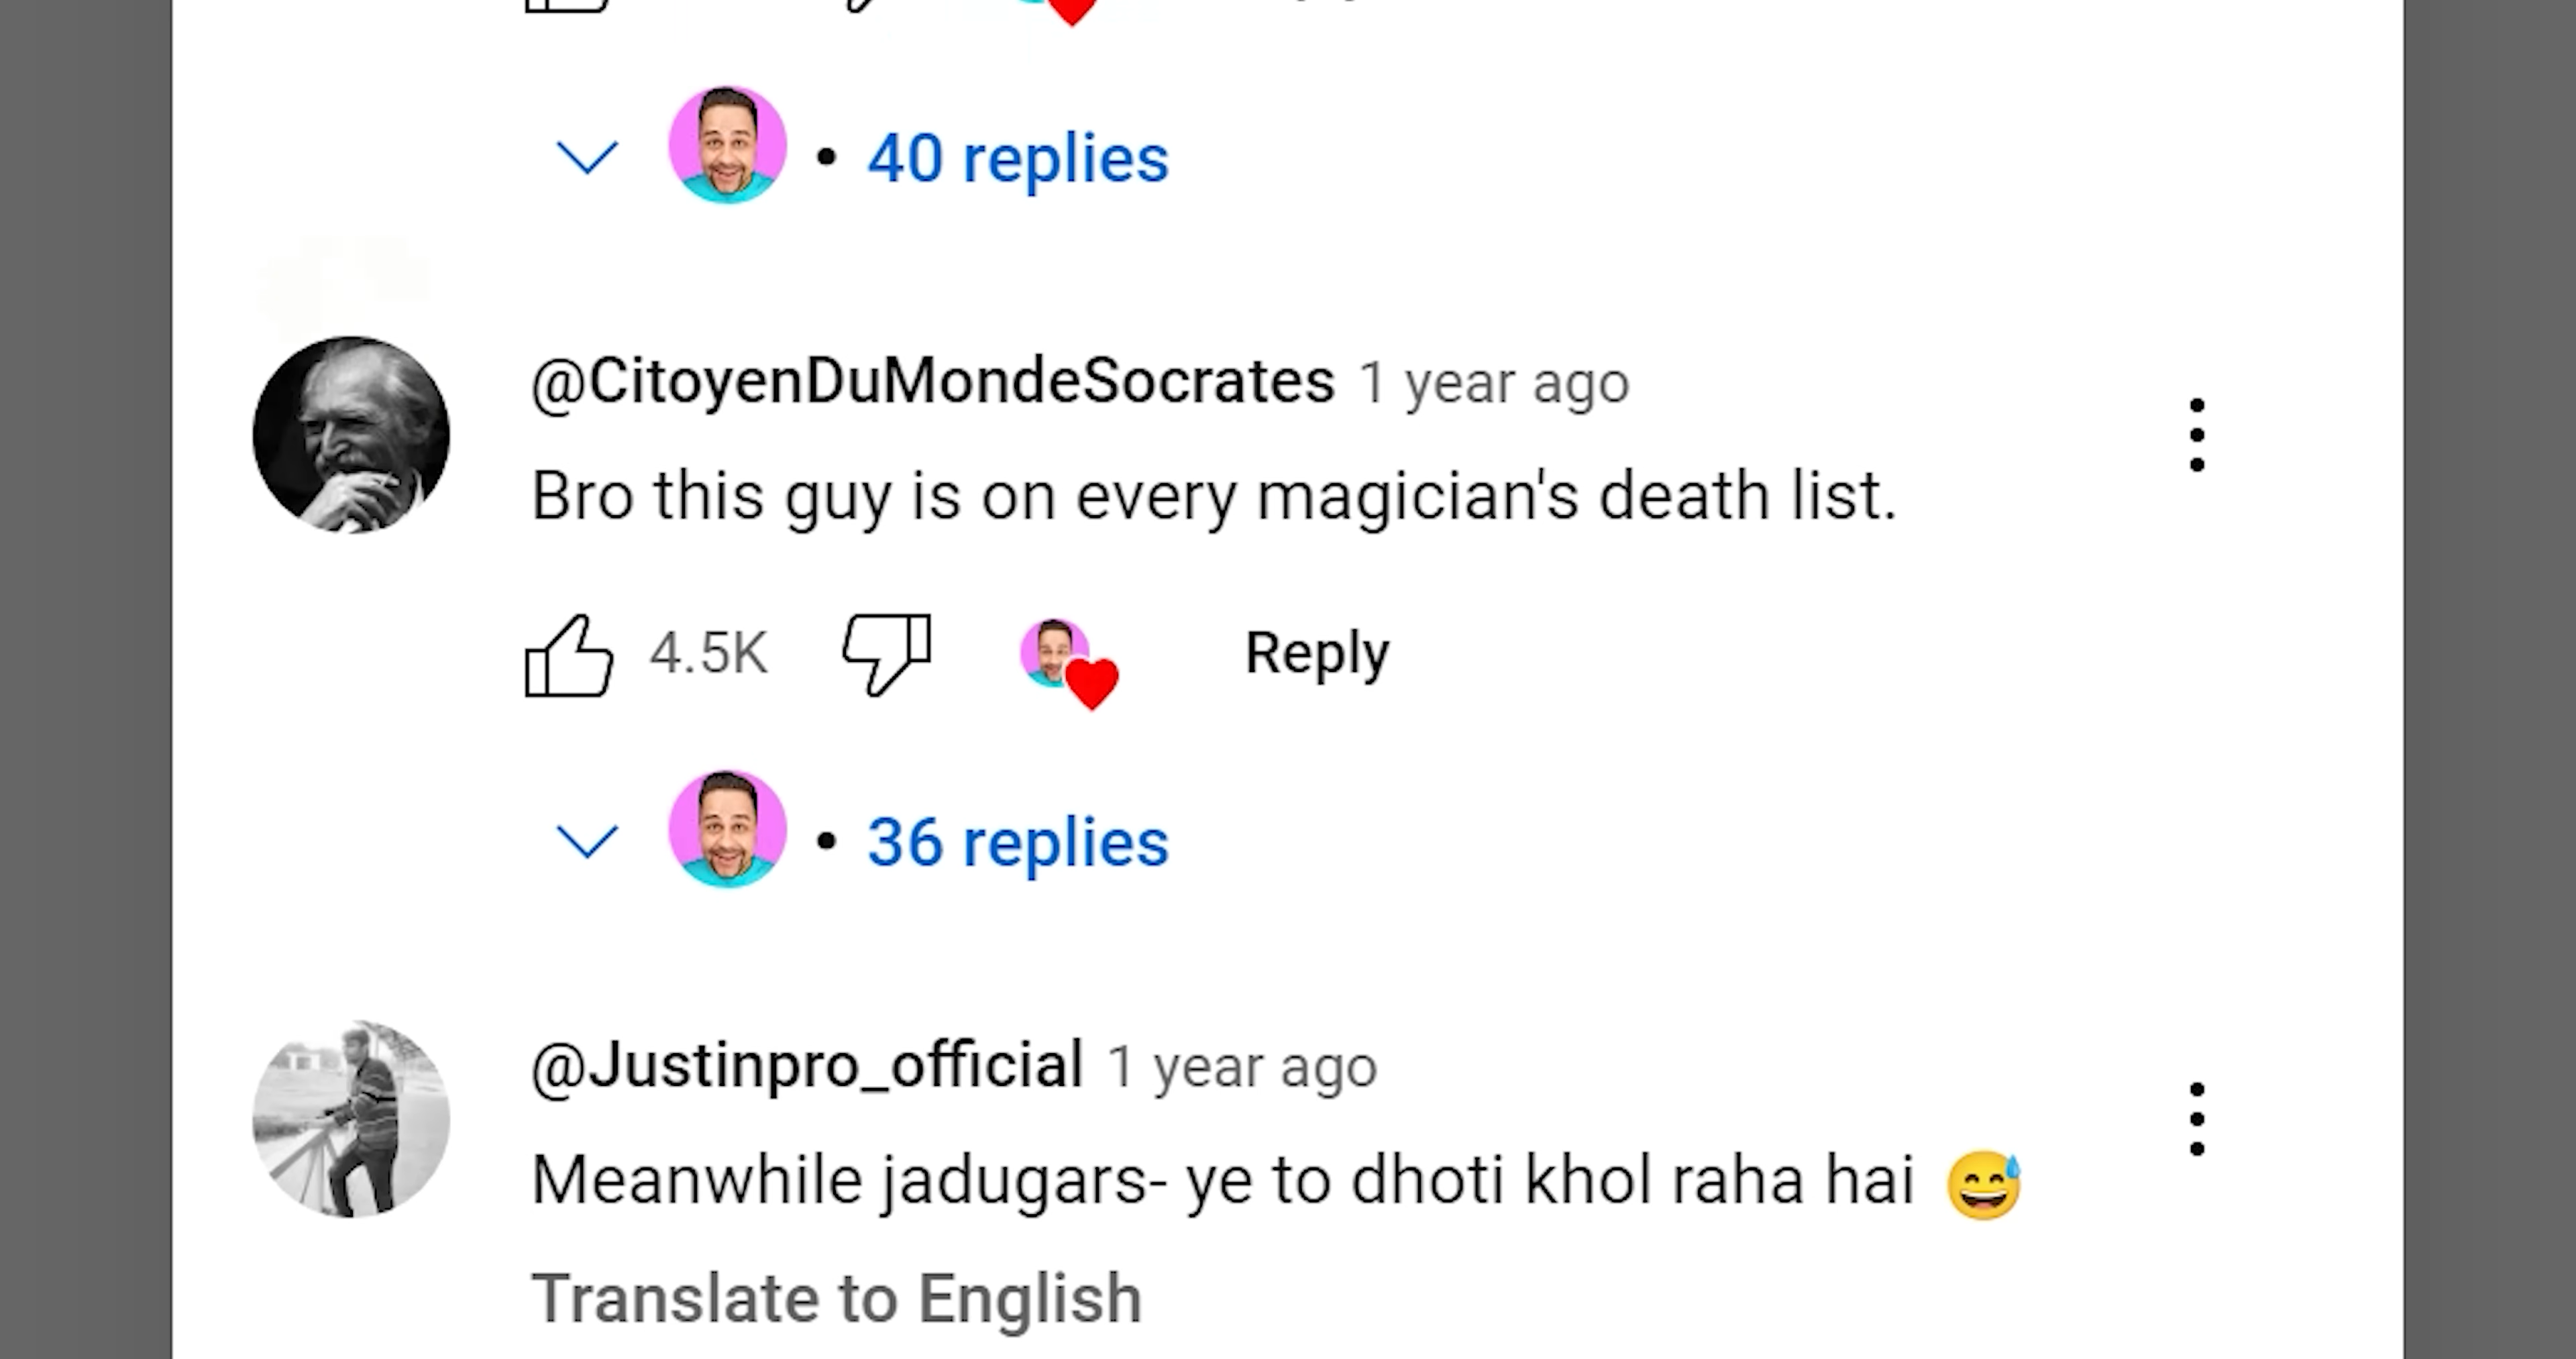 • 40 replies
@CitoyenDuMondeSocrates 1 year ago
Bro this guy is on every magician's death list.
4.5K Reply
• 36 replies
@Justinpro_official 1 year ago
Meanwhile jadugars- ye to dhoti khol raha hai 😅
Translate to English